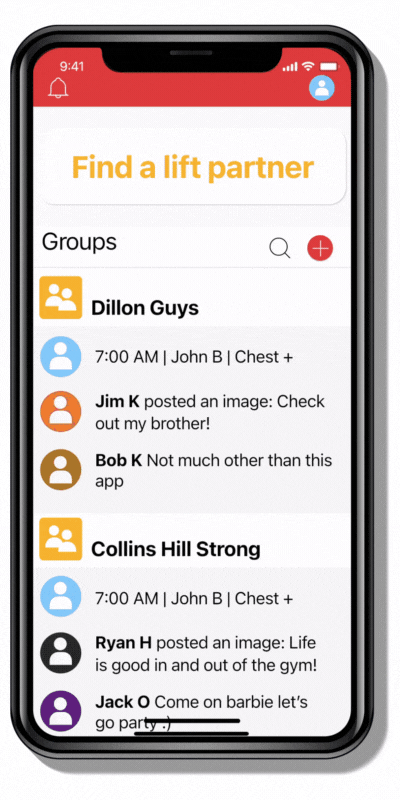 9:41
Find a lift partner
Groups
Dillon Guys
7:00 AM | John B | Chest +
Jim K posted an image: Check
out my brother!
Bob K Not much other than this
app
Collins Hill Strong
7:00 AM | John B | Chest +
Ryan H posted an image: Life
is good in and out of the gym!
Jack O Come on barbie let's
go party :)